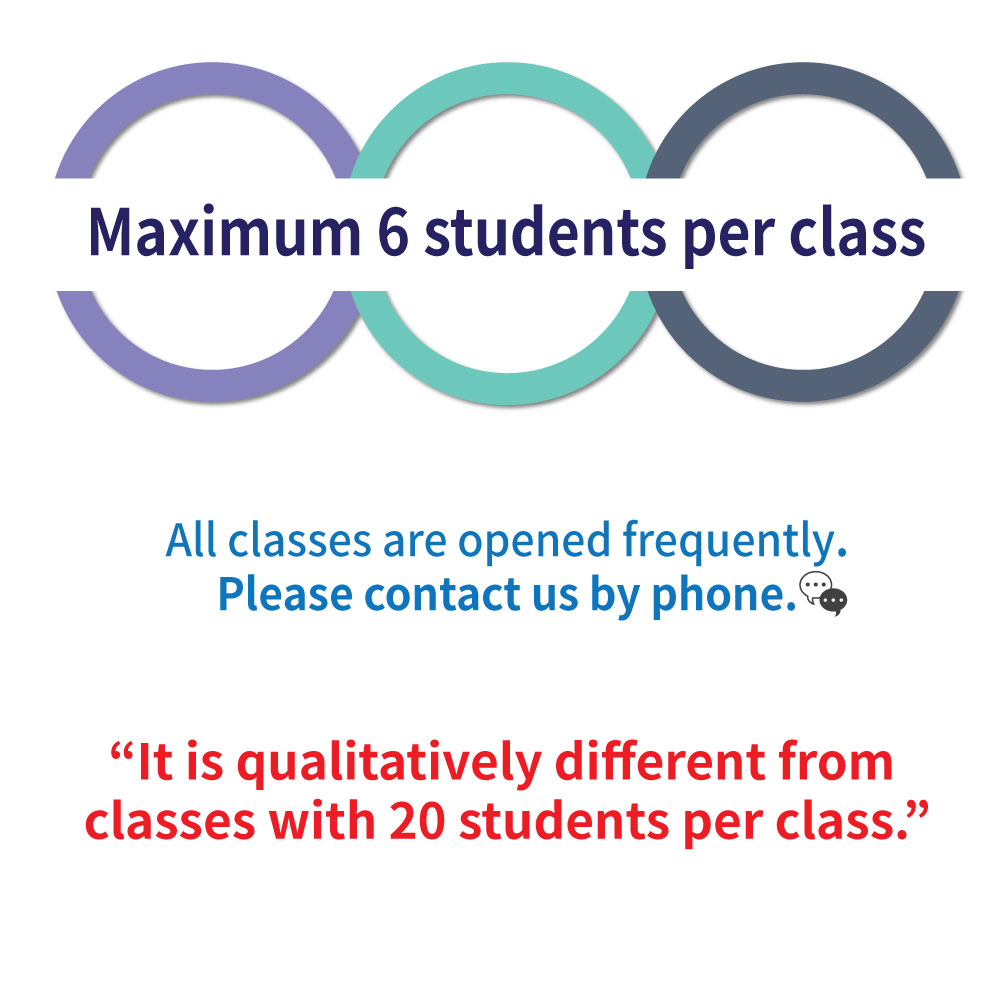 Maximum 6 students per class
All classes are opened frequently.
Please contact us by phone.
“It is qualitatively different from
classes with 20 students per class.”